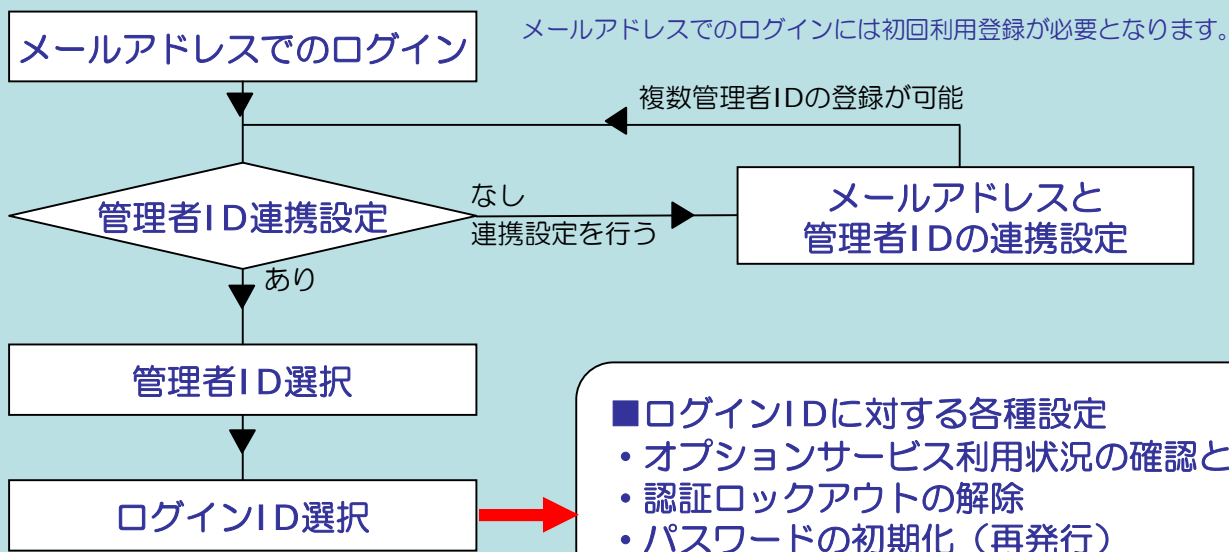 メールアドレスでのログイン
メールアドレスでのログインには初回利用登録が必要となります。
複数管理者IDの登録が可能
管理者ID連携設定
なし
連携設定を行う
メールアドレスと
管理者IDの連携設定
あり
管理者ID選択
ログインID選択
■ログインIDに対する各種設定
・オプションサービス利用状況の確認と
・認証ロックアウトの解除
・パスワードの初期化（再発行）